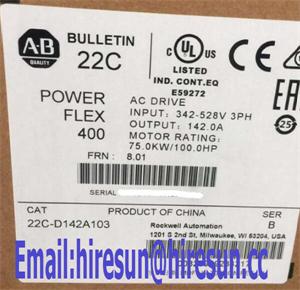 A-B
QUALITY
BULLETIN
22C
UL
C US
LISTED
IND. CONT. EQ
E59272
CE
EAC
POWER
FLEX
400
AC DRIVE
INPUT: 342-528V 3PH
OUTPUT: 142.0A
MOTOR RATING:
75.0KW/100.0HP
FRN : 8.01
SERIAL
CAT
22C-D142A103
PRODUCT OF CHINA
Rockwell Automation
1201 S 2nd St, Milwaukee, WI 53204, USA
SER
B
Email:hiresun@hiresun.cc